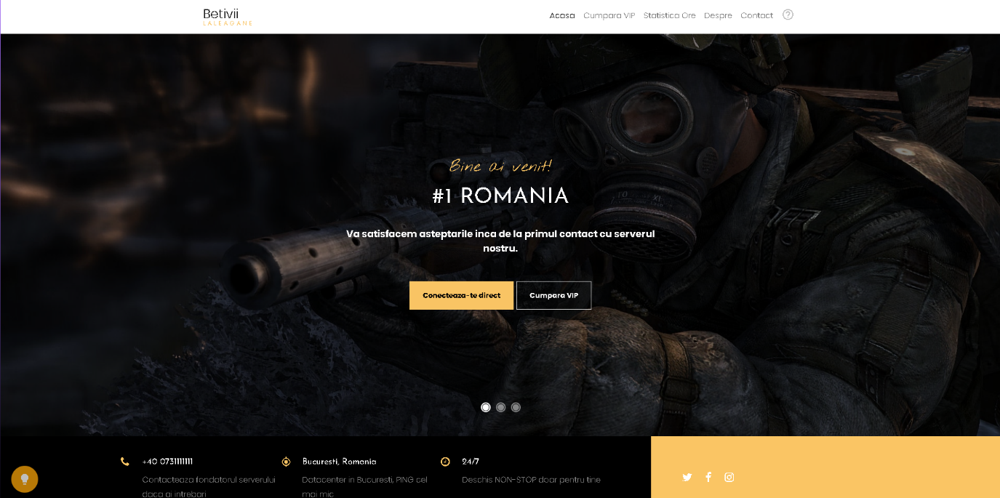 Betivii
LALEAGANE
Acasa Cumpara VIP Statistica Ore Despre Contact
Bine ai venit!
#1 ROMANIA
Va satisfacem asteptarile inca de la primul contact cu serverul
nostru.
Conecteaza-te direct Cumpara VIP
+40 0731111111
Contacteaza fondatorul serverului
daca ai intrebari
Bucuresti, Romania
Datacenter in Bucuresti, PING cel
mai mic
24/7
Deschis NON-STOP doar pentru tine